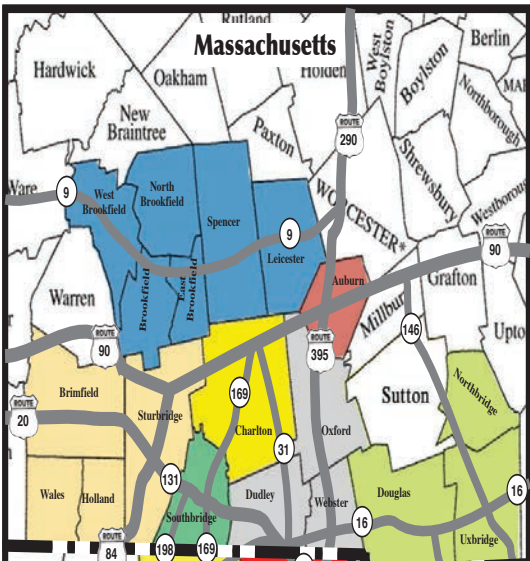 Massachusetts
Rutland
Berlin
Hardwick
Oakham
Holden
West
Boylston
Boylston
Northborough
MA
New
Braintree
Paxton
ROUTE
290
Shrewsbury
Ware
9
West
Brookfield
North
Brookfield
Spencer
9
Leicester
WORCESTER*
Westboro
ROUTE
90
Warren
Brookfield
East
Brookfield
Auburn
Millbury
Grafton
Upto
ROUTE
90
ROUTE
395
146
Brimfield
Sturbridge
169
Charlton
31
Oxford
Sutton
Northbridge
ROUTE
20
Wales
Holland
131
Southbridge
Dudley
Webster
Douglas
16
16
Uxbridge
ROUTE
84
198
169